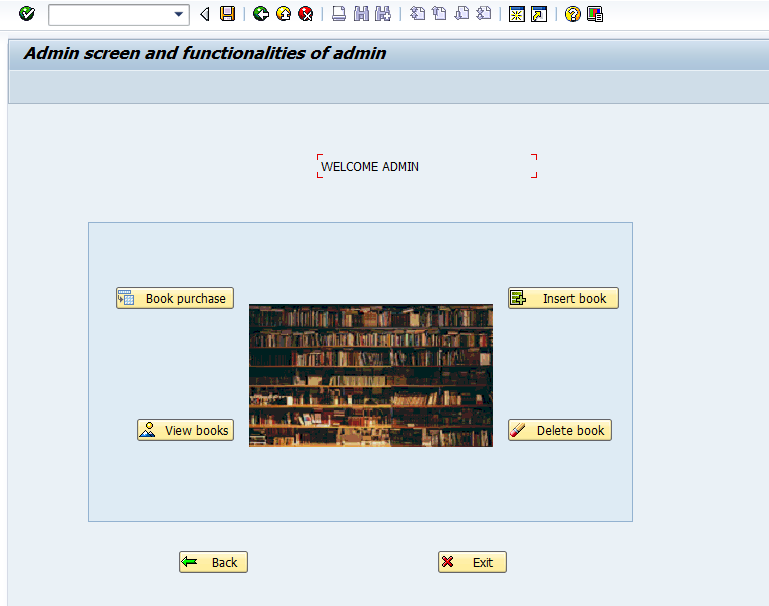 Admin screen and functionalities of admin
WELCOME ADMIN
Book purchase
Insert book
View books
Delete book
Back
Exit